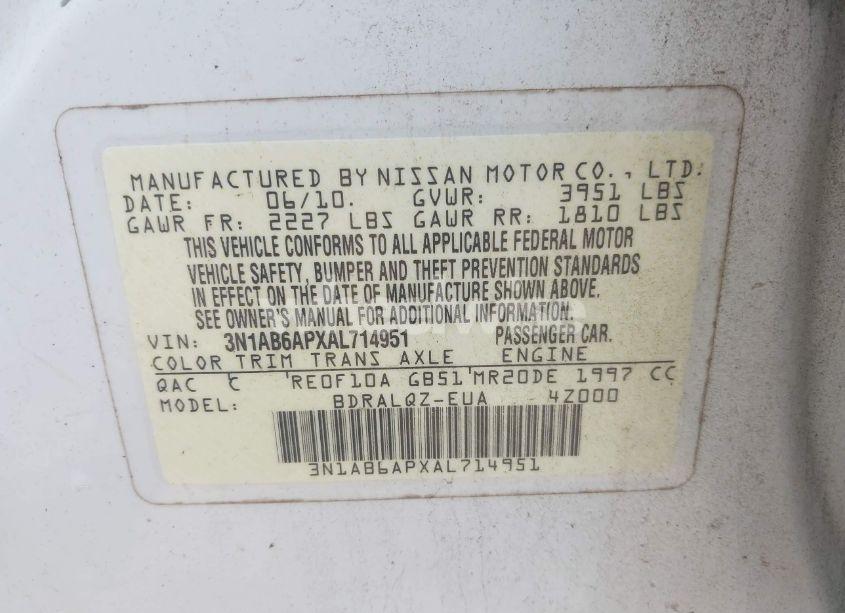 MANUFACTURED BY NISSAN MOTOR CO., LTD.
DATE: 06/10. GVWR: 3951 LBS
GAWR FR: 2227 LBS GAWR RR: 1810 LBS
THIS VEHICLE CONFORMS TO ALL APPLICABLE FEDERAL MOTOR
VEHICLE SAFETY, BUMPER AND THEFT PREVENTION STANDARDS
IN EFFECT ON THE DATE OF MANUFACTURE SHOWN ABOVE.
SEE OWNER'S MANUAL FOR ADDITIONAL INFORMATION.
VIN: 3N1AB6APXAL714951 PASSENGER CAR.
COLOR TRIM TRANS AXLE ENGINE
QAC C RE0F10A GB51 MR20DE 1997 CC
MODEL: BDRALQZ-EUA 4Z000
3N1AB6APXAL714951